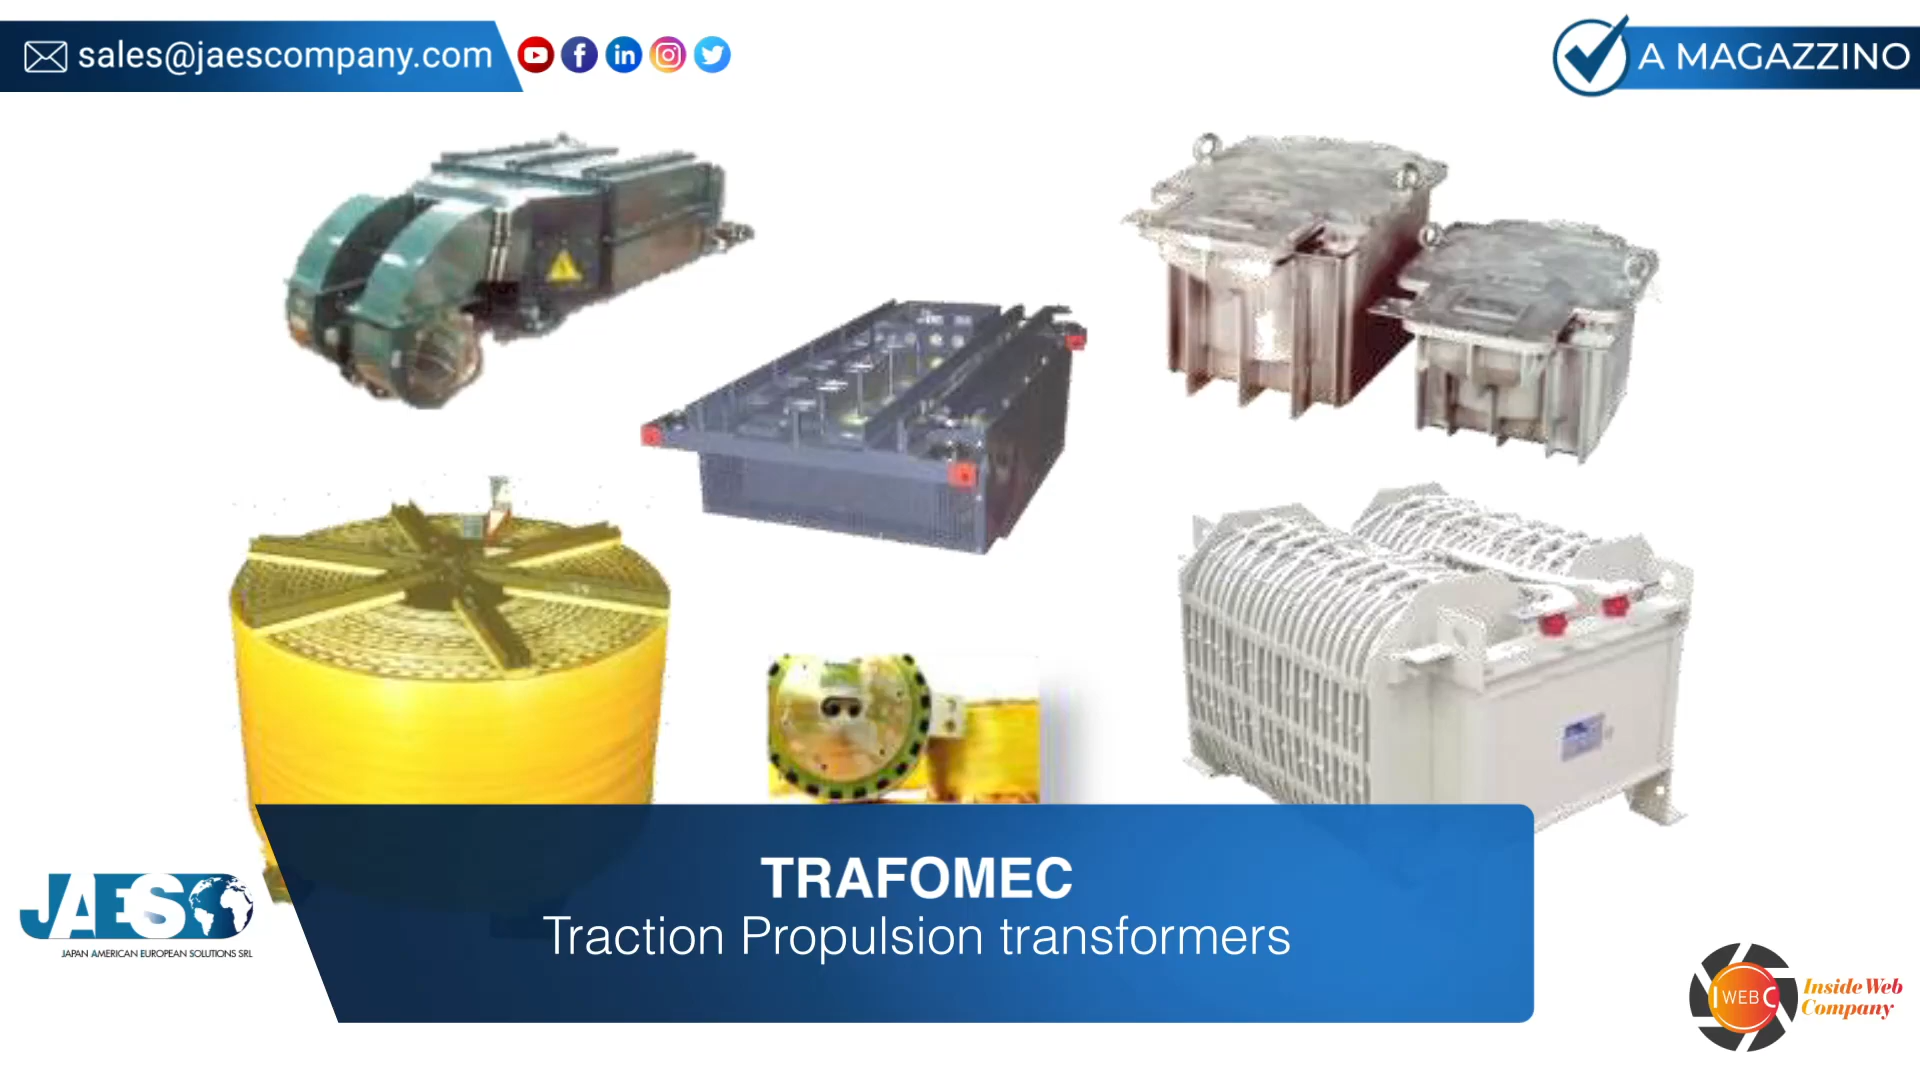 sales@jaescompany.com
A MAGAZZINO
TRAFOMEC
Traction Propulsion transformers
JAES
JAPAN AMERICAN EUROPEAN SOLUTIONS SRL
I WEB C
Inside Web
Company